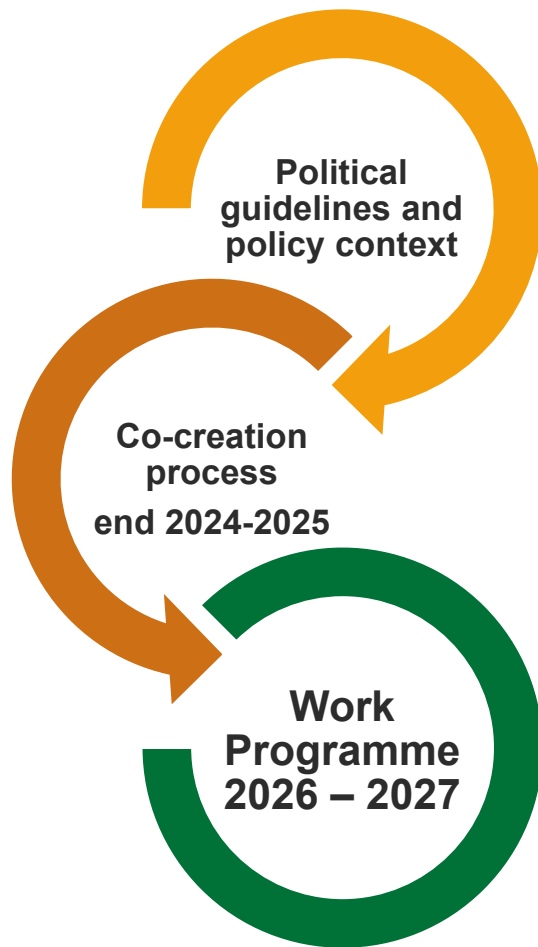 Political
guidelines and
policy context
Co-creation
process
end 2024-2025
Work
Programme
2026 – 2027